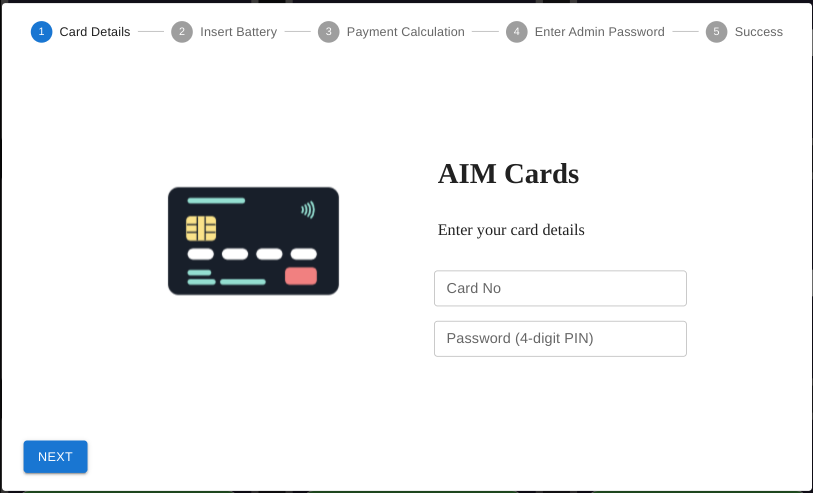 1 Card Details 2 Insert Battery 3 Payment Calculation 4 Enter Admin Password 5 Success
AIM Cards
Enter your card details
Card No
Password (4-digit PIN)
NEXT